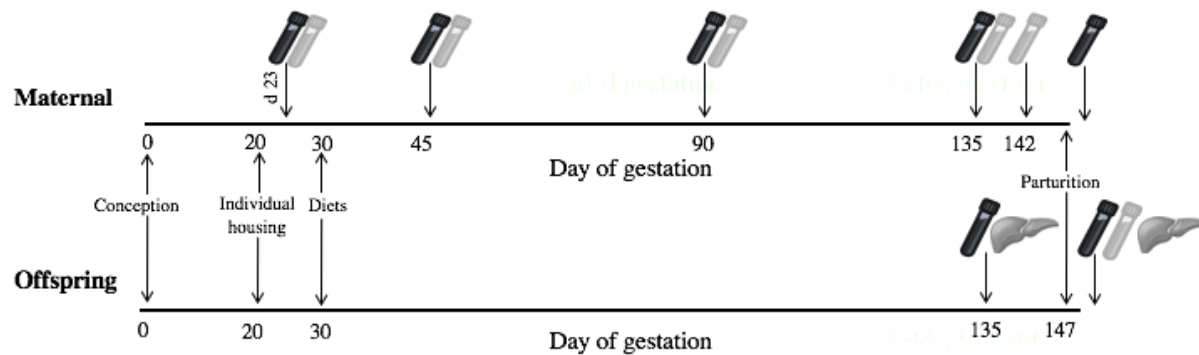 d 23
Maternal
0 20 30 45 90 135 142
Day of gestation
Conception
Individual
housing
Diets
Parturition
Offspring
0 20 30 135 147
Day of gestation